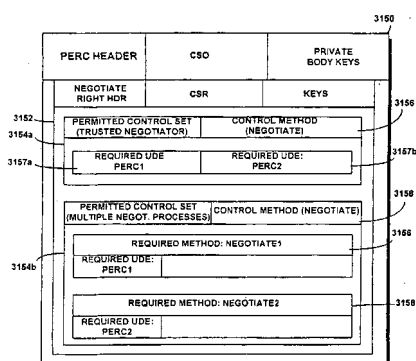 3150
PERC HEADER CSO PRIVATE BODY KEYS
NEGOTIATE RIGHT HDR CSR KEYS
3152
PERMITTED CONTROL SET (TRUSTED NEGOTIATOR) CONTROL METHOD (NEGOTIATE)
3156
3154a
REQUIRED UDE PERC1 REQUIRED UDE: PERC2
3157a
3157b
PERMITTED CONTROL SET (MULTIPLE NEGOT. PROCESSES) CONTROL METHOD (NEGOTIATE)
3156
REQUIRED METHOD: NEGOTIATE1
3156
REQUIRED UDE: PERC1
3154b
REQUIRED METHOD: NEGOTIATE2
3158
REQUIRED UDE: PERC2